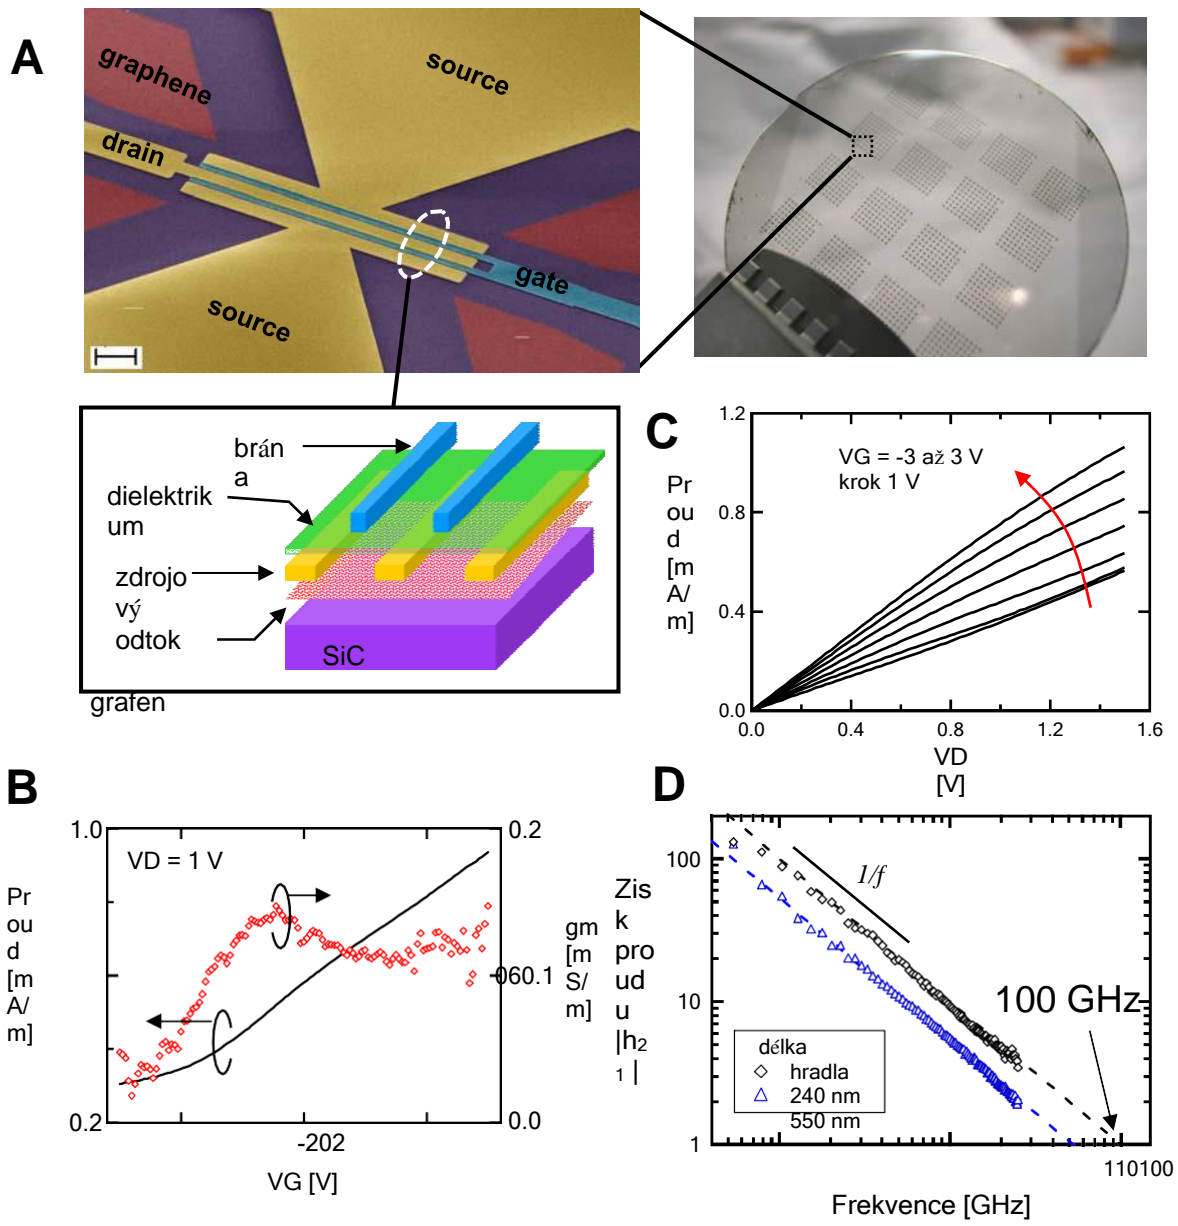 A
graphene
source
drain
gate
source
brán
a
dielektrik
um
zdrojo
vý
odtok
SiC
grafen
C
1.2
0.8
0.4
0.0
Pr
ou
d
[m
A/
m]
VG = -3 až 3 V
krok 1 V
0.0
0.4
0.8
1.2
1.6
VD
[V]
B
1.0
0.2
Pr
ou
d
[m
A/
m]
VD = 1 V
0.2
060.1
0.0
gm
[m
S/
m]
-202
VG [V]
D
Zis
k
pro
ud
u
|h2
1 |
100
10
1
1/f
100 GHz
délka
hradla
240 nm
550 nm
110100
Frekvence [GHz]